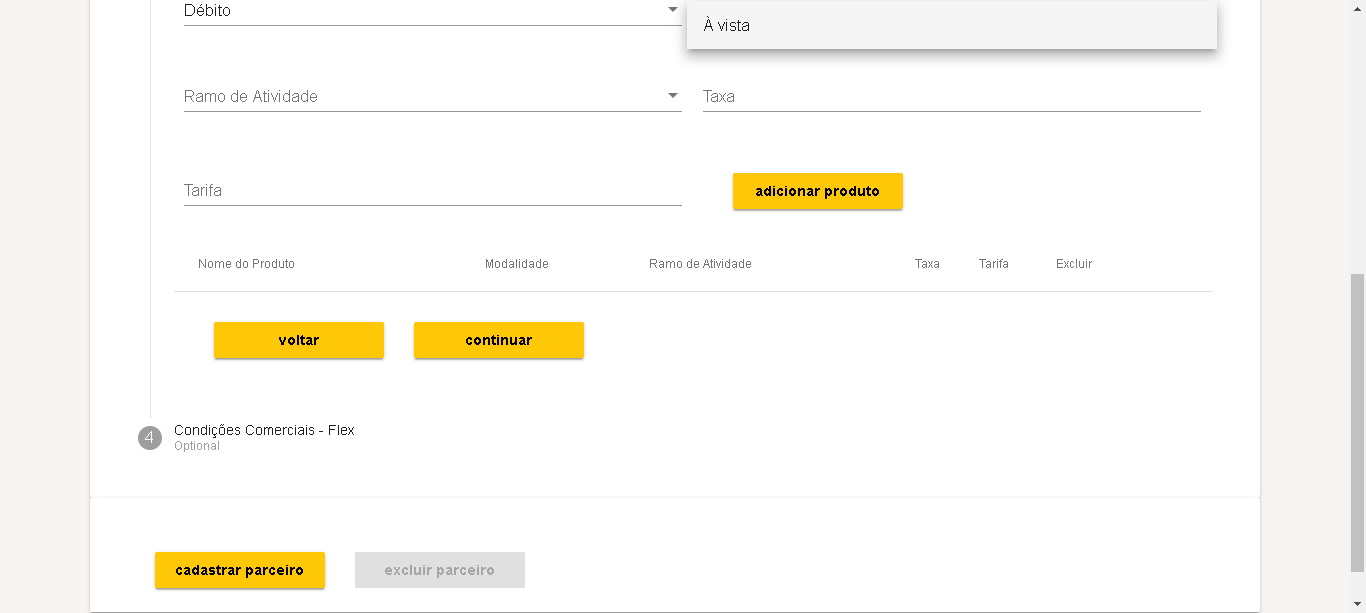 Débito
À vista
Ramo de Atividade
Taxa
Tarifa
adicionar produto
Nome do Produto Modalidade Ramo de Atividade Taxa Tarifa Excluir
voltar continuar
4 Condições Comerciais - Flex
Optional
cadastrar parceiro excluir parceiro